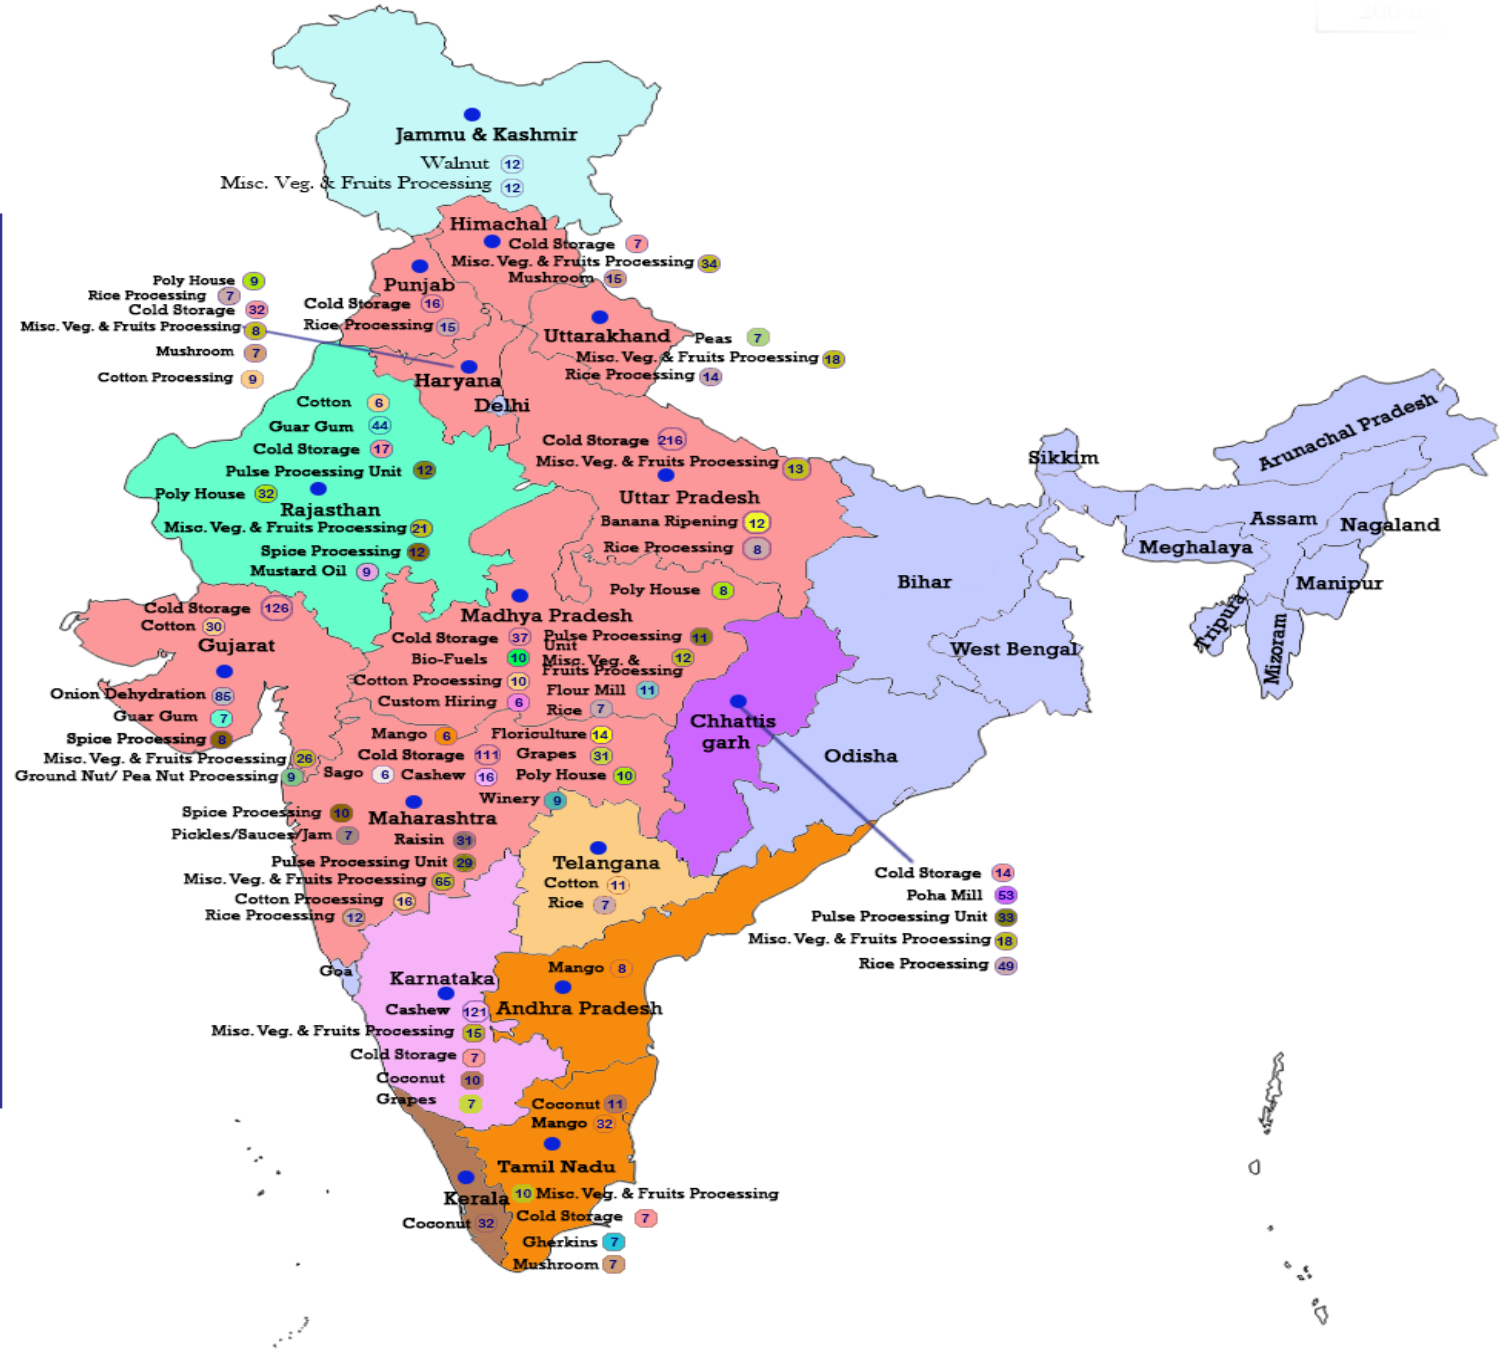 Jammu & Kashmir
Walnut 12
Misc. Veg. & Fruits Processing 12
Himachal
Cold Storage 7
Misc. Veg. & Fruits Processing 34
Mushroom 15
Punjab
Cold Storage 16
Rice Processing 15
Poly House 9
Rice Processing 7
Cold Storage 32
Misc. Veg. & Fruits Processing 8
Mushroom 7
Cotton Processing 9
Haryana
Delhi
Uttarakhand
Peas 7
Misc. Veg. & Fruits Processing 18
Rice Processing 14
Cotton 6
Guar Gum 44
Cold Storage 17
Pulse Processing Unit 12
Poly House 32
Rajasthan
Misc. Veg. & Fruits Processing 21
Spice Processing 12
Mustard Oil 9
Cold Storage 216
Misc. Veg. & Fruits Processing 13
Uttar Pradesh
Banana Ripening 12
Rice Processing 8
Sikkim
Arunachal Pradesh
Assam
Nagaland
Meghalaya
Manipur
Tripura
Mizoram
Bihar
West Bengal
Odisha
Cold Storage 126
Cotton 30
Gujarat
Onion Dehydration 85
Guar Gum 7
Spice Processing 8
Misc. Veg. & Fruits Processing 26
Ground Nut/ Pea Nut Processing 9
Poly House 8
Madhya Pradesh
Cold Storage 37
Bio-Fuels 10
Cotton Processing 10
Custom Hiring 6
Pulse Processing 11
Unit
Misc. Veg. & 12
Fruits Processing
Flour Mill 11
Rice 7
Chhattis
garh
Cold Storage 14
Poha Mill 53
Pulse Processing Unit 33
Misc. Veg. & Fruits Processing 18
Rice Processing 49
Mango 6
Floriculture 14
Cold Storage 111
Grapes 31
Sago 6
Cashew 16
Poly House 10
Winery 9
Maharashtra
Spice Processing 10
Pickles/Sauces/Jam 7
Raisin 31
Pulse Processing Unit 29
Misc. Veg. & Fruits Processing 65
Cotton Processing 16
Rice Processing 12
Telangana
Cotton 11
Rice 7
Goa
Karnataka
Cashew 121
Misc. Veg. & Fruits Processing 15
Cold Storage 7
Coconut 10
Grapes 7
Mango 8
Andhra Pradesh
Coconut 11
Mango 32
Tamil Nadu
10 Misc. Veg. & Fruits Processing
Cold Storage 7
Gherkins 7
Mushroom 7
Kerala
Coconut 32